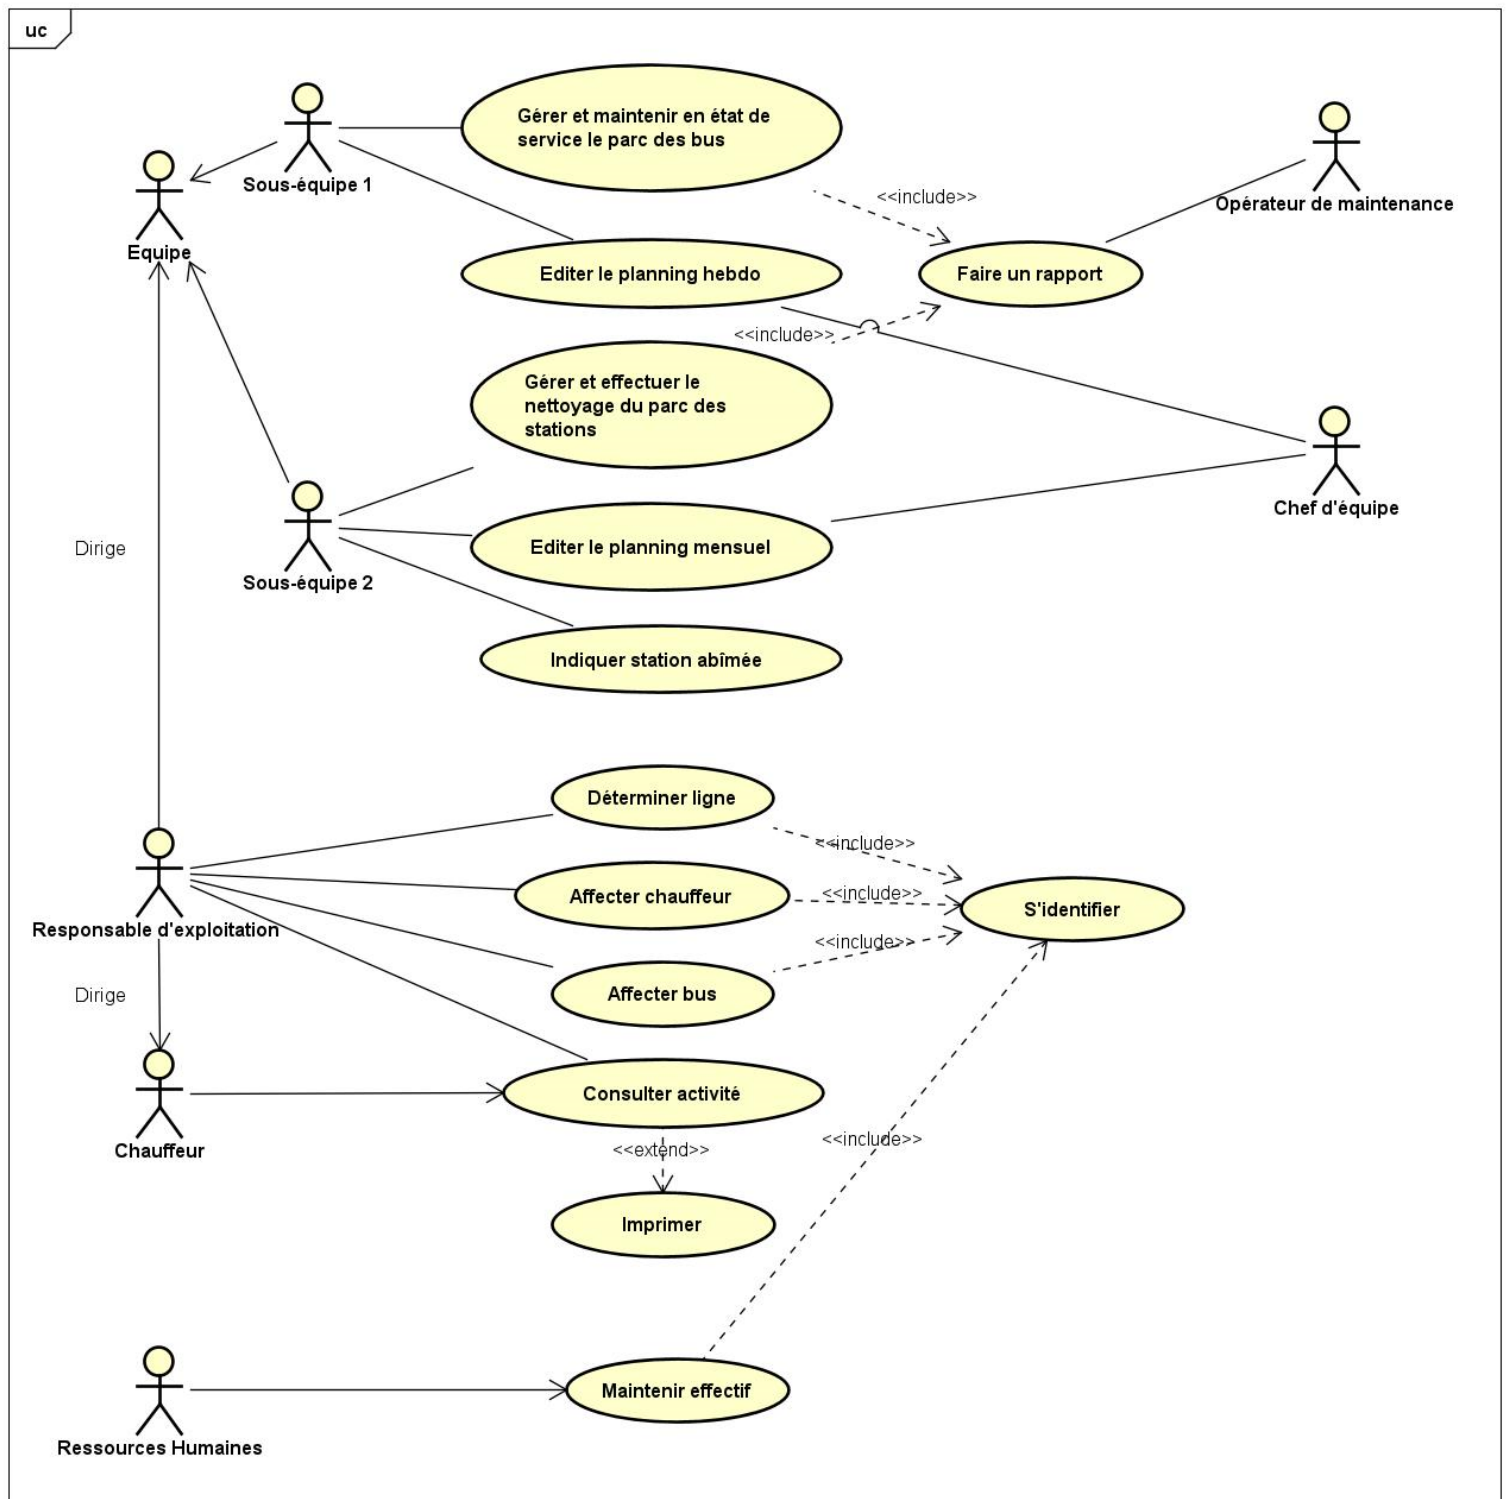 uc
Gérer et maintenir en état de
service le parc des bus
Sous-équipe 1
<<include>>
Opérateur de maintenance
Equipe
Editer le planning hebdo
Faire un rapport
<<include>>
Gérer et effectuer le
nettoyage du parc des
stations
Chef d'équipe
Dirige
Editer le planning mensuel
Sous-équipe 2
Indiquer station abîmée
Déterminer ligne
<<include>>
Affecter chauffeur
<<include>>
S'identifier
Responsable d'exploitation
<<include>>
Dirige
Affecter bus
Consulter activité
Chauffeur
<<extend>>
<<include>>
Imprimer
Maintenir effectif
Ressources Humaines